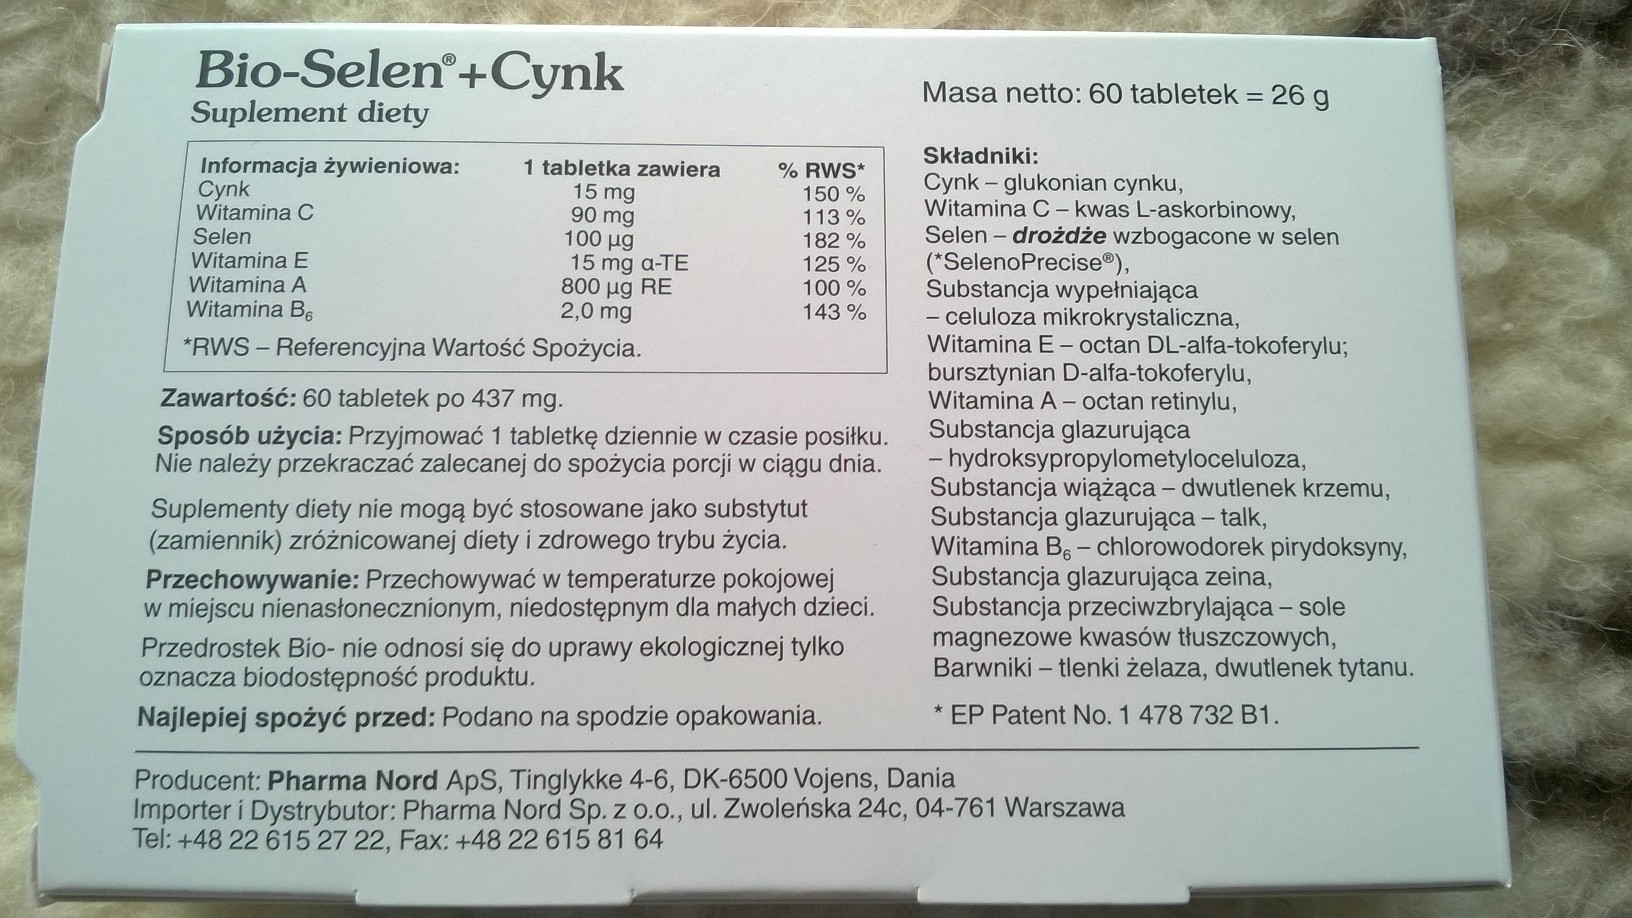 Bio-Selen®+Cynk
Suplement diety
Masa netto: 60 tabletek = 26 g
Informacja żywieniowa: 1 tabletka zawiera % RWS*
Cynk 15 mg 150 %
Witamina C 90 mg 113 %
Selen 100 µg 182 %
Witamina E 15 mg α-TE 125 %
Witamina A 800 µg RE 100 %
Witamina B₆ 2,0 mg 143 %
*RWS – Referencyjna Wartość Spożycia.
Zawartość: 60 tabletek po 437 mg.
Sposób użycia: Przyjmować 1 tabletkę dziennie w czasie posiłku.
Nie należy przekraczać zalecanej do spożycia porcji w ciągu dnia.
Suplementy diety nie mogą być stosowane jako substytut
(zamiennik) zróżnicowanej diety i zdrowego trybu życia.
Przechowywanie: Przechowywać w temperaturze pokojowej
w miejscu nienasłonecznionym, niedostępnym dla małych dzieci.
Przedrostek Bio- nie odnosi się do uprawy ekologicznej tylko
oznacza biodostępność produktu.
Najlepiej spożyć przed: Podano na spodzie opakowania.
Składniki:
Cynk – glukonian cynku,
Witamina C – kwas L-askorbinowy,
Selen – drożdże wzbogacone w selen
(*SelenoPrecise®),
Substancja wypełniająca
– celuloza mikrokrystaliczna,
Witamina E – octan DL-alfa-tokoferylu;
bursztynian D-alfa-tokoferylu,
Witamina A – octan retinylu,
Substancja glazurująca
– hydroksypropylometyloceluloza,
Substancja wiążąca – dwutlenek krzemu,
Substancja glazurująca – talk,
Witamina B₆ – chlorowodorek pirydoksyny,
Substancja glazurująca zeina,
Substancja przeciwzbrylająca – sole
magnezowe kwasów tłuszczowych,
Barwniki – tlenki żelaza, dwutlenek tytanu.
* EP Patent No. 1 478 732 B1.
Producent: Pharma Nord ApS, Tinglykke 4-6, DK-6500 Vojens, Dania
Importer i Dystrybutor: Pharma Nord Sp. z o.o., ul. Zwoleńska 24c, 04-761 Warszawa
Tel: +48 22 615 27 22, Fax: +48 22 615 81 64